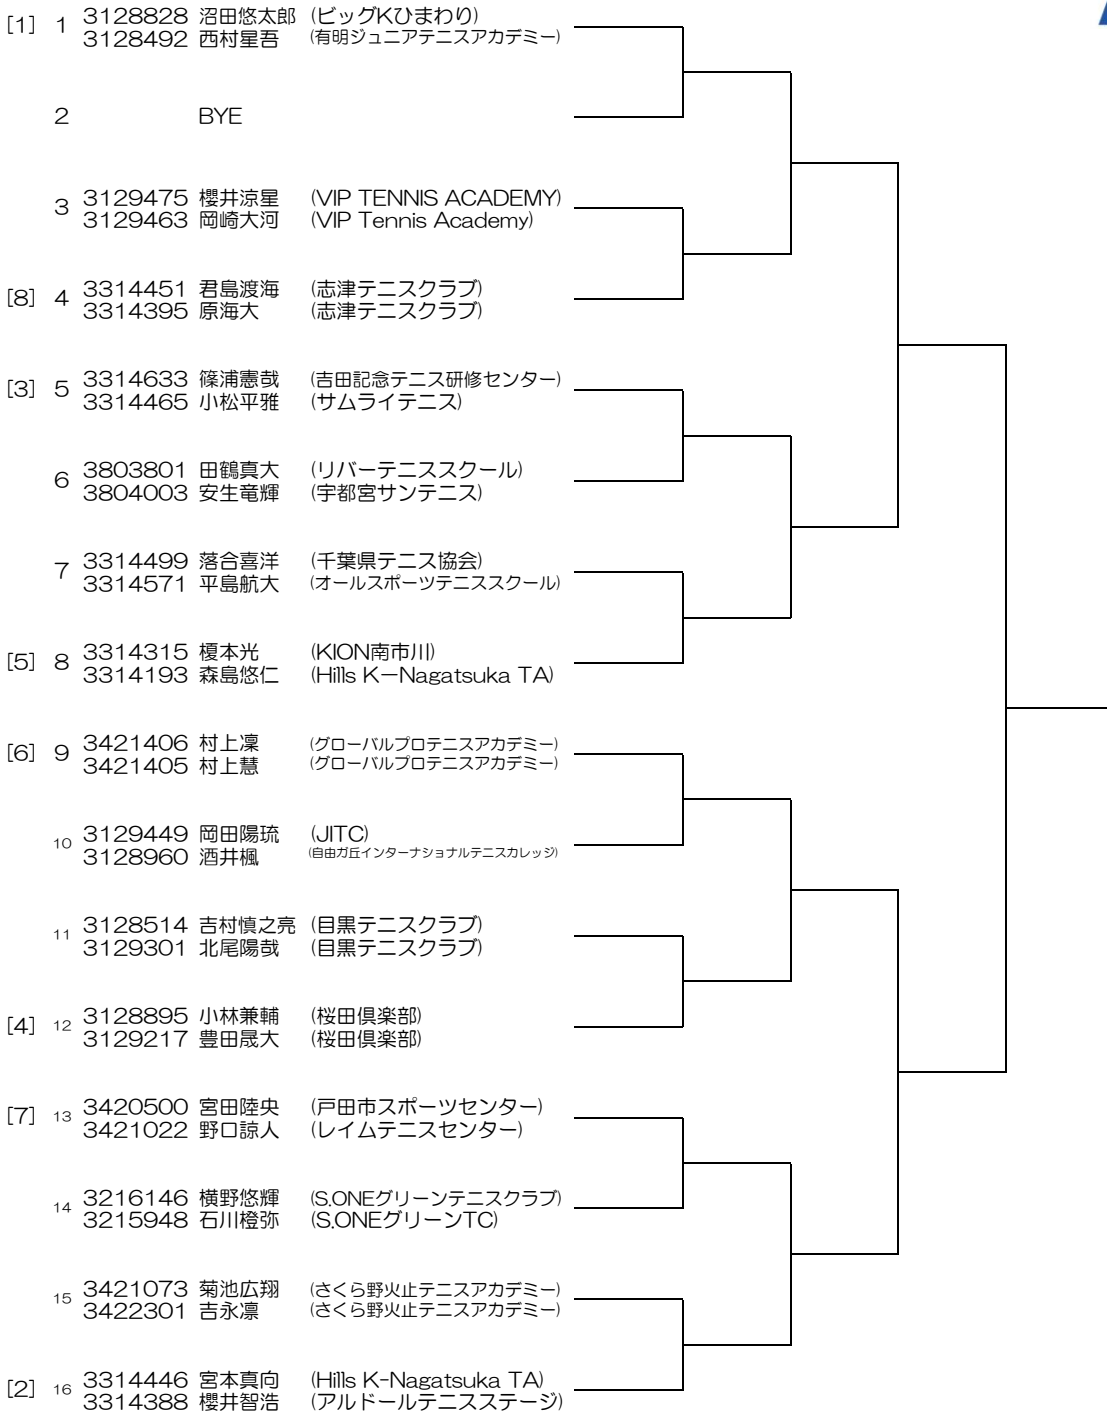 [1] 1 3128828 沼田悠太郎 (ビッグKひまわり)
3128492 西村星吾 (有明ジュニアテニスアカデミー)
2 BYE
3 3129475 櫻井涼星 (VIP TENNIS ACADEMY)
3129463 岡崎大河 (VIP Tennis Academy)
[8] 4 3314451 君島渡海 (志津テニスクラブ)
3314395 原海大 (志津テニスクラブ)
[3] 5 3314633 篠浦憲哉 (吉田記念テニス研修センター)
3314465 小松平雅 (サムライテニス)
6 3803801 田鶴真大 (リバーテニススクール)
3804003 安生竜輝 (宇都宮サンテニス)
7 3314499 落合喜洋 (千葉県テニス協会)
3314571 平島航大 (オールスポーツテニススクール)
[5] 8 3314315 榎本光 (KION南市川)
3314193 森島悠仁 (Hills KーNagatsuka TA)
[6] 9 3421406 村上凜 (グローバルプロテニスアカデミー)
3421405 村上慧 (グローバルプロテニスアカデミー)
10 3129449 岡田陽琉 (JITC)
3128960 酒井楓 (自由ガ丘インターナショナルテニスカレッジ)
11 3128514 吉村慎之亮 (目黒テニスクラブ)
3129301 北尾陽哉 (目黒テニスクラブ)
[4] 12 3128895 小林兼輔 (桜田倶楽部)
3129217 豊田晟大 (桜田倶楽部)
[7] 13 3420500 宮田陸央 (戸田市スポーツセンター)
3421022 野口諒人 (レイムテニスセンター)
14 3216146 横野悠輝 (S.ONEグリーンテニスクラブ)
3215948 石川橙弥 (S.ONEグリーンTC)
15 3421073 菊池広翔 (さくら野火止テニスアカデミー)
3422301 吉永凛 (さくら野火止テニスアカデミー)
[2] 16 3314446 宮本真向 (Hills K-Nagatsuka TA)
3314388 櫻井智浩 (アルドールテニスステージ)